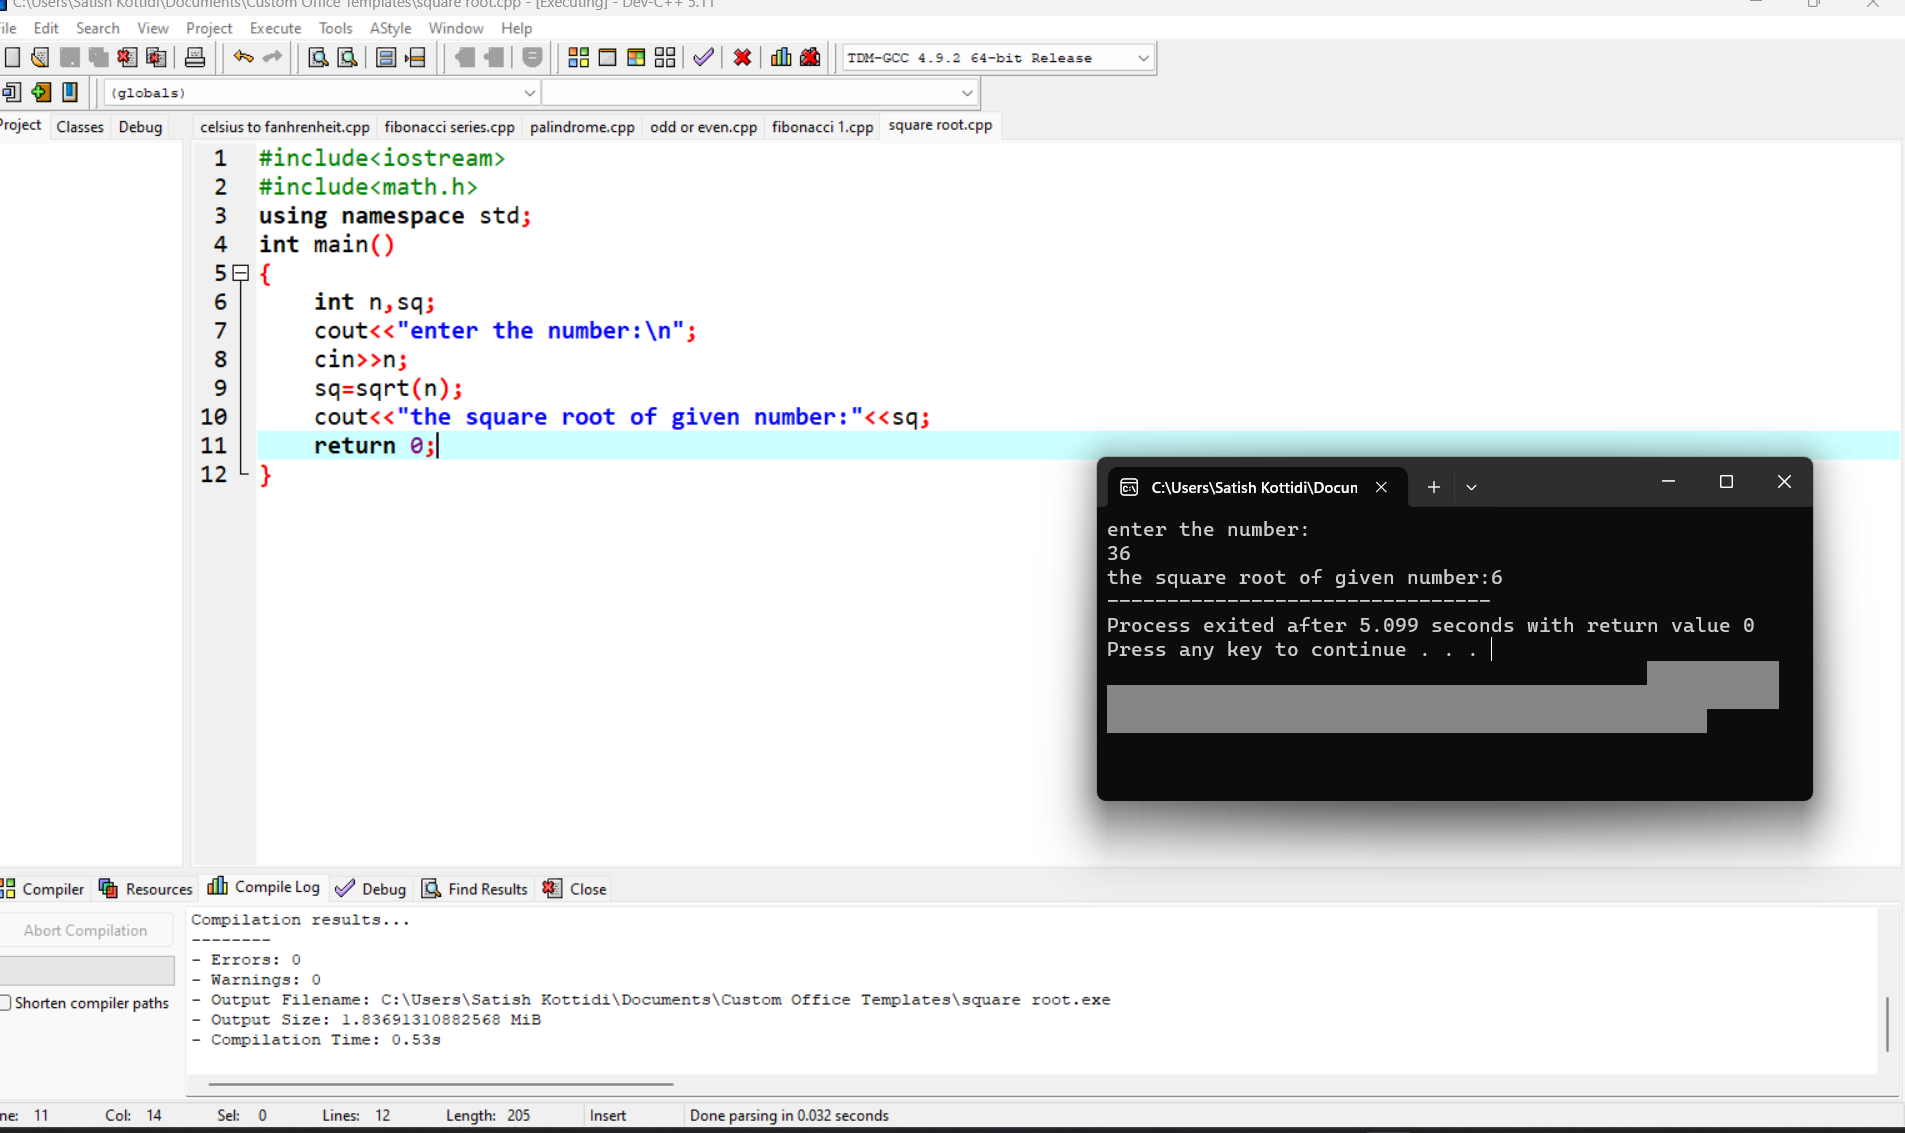 C:\Users\Satish Kottidi\Documents\Custom Office Templates\square root.cpp - [Executing] - Dev-C++ 5.11
ile Edit Search View Project Execute Tools AStyle Window Help
TDM-GCC 4.9.2 64-bit Release
(globals)
Project Classes Debug
celsius to fanhrenheit.cpp fibonacci series.cpp palindrome.cpp odd or even.cpp fibonacci 1.cpp square root.cpp
1 #include<iostream>
2 #include<math.h>
3 using namespace std;
4 int main()
5 {
6 int n,sq;
7 cout<<"enter the number:\n";
8 cin>>n;
9 sq=sqrt(n);
10 cout<<"the square root of given number:"<<sq;
11 return 0;
12 }
C:\Users\Satish Kottidi\Docun
enter the number:
36
the square root of given number:6
--------------------------------
Process exited after 5.099 seconds with return value 0
Press any key to continue . . .
Compiler Resources Compile Log Debug Find Results Close
Abort Compilation
Shorten compiler paths
Compilation results...
--------
- Errors: 0
- Warnings: 0
- Output Filename: C:\Users\Satish Kottidi\Documents\Custom Office Templates\square root.exe
- Output Size: 1.83691310882568 MiB
- Compilation Time: 0.53s
ne: 11 Col: 14 Sel: 0 Lines: 12 Length: 205 Insert Done parsing in 0.032 seconds